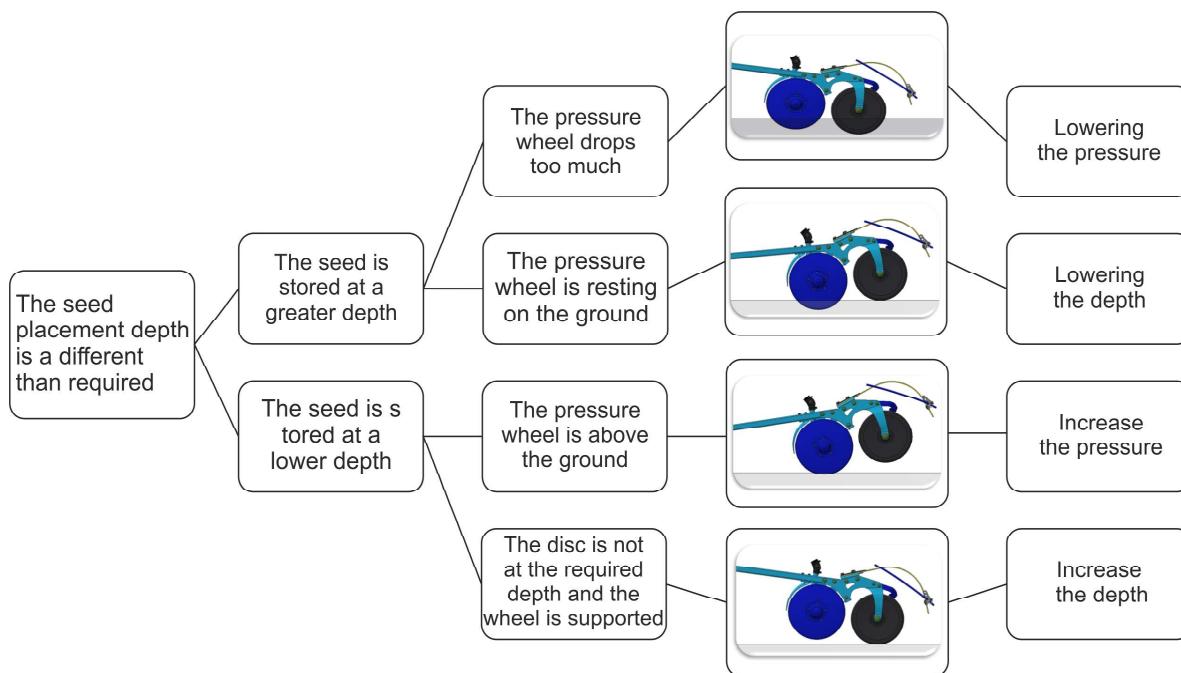 The seed
placement depth
is a different
than required
The seed is
stored at a
greater depth
The seed is s
tored at a
lower depth
The pressure
wheel drops
too much
The pressure
wheel is resting
on the ground
The pressure
wheel is above
the ground
The disc is not
at the required
depth and the
wheel is supported
Lowering
the pressure
Lowering
the depth
Increase
the pressure
Increase
the depth